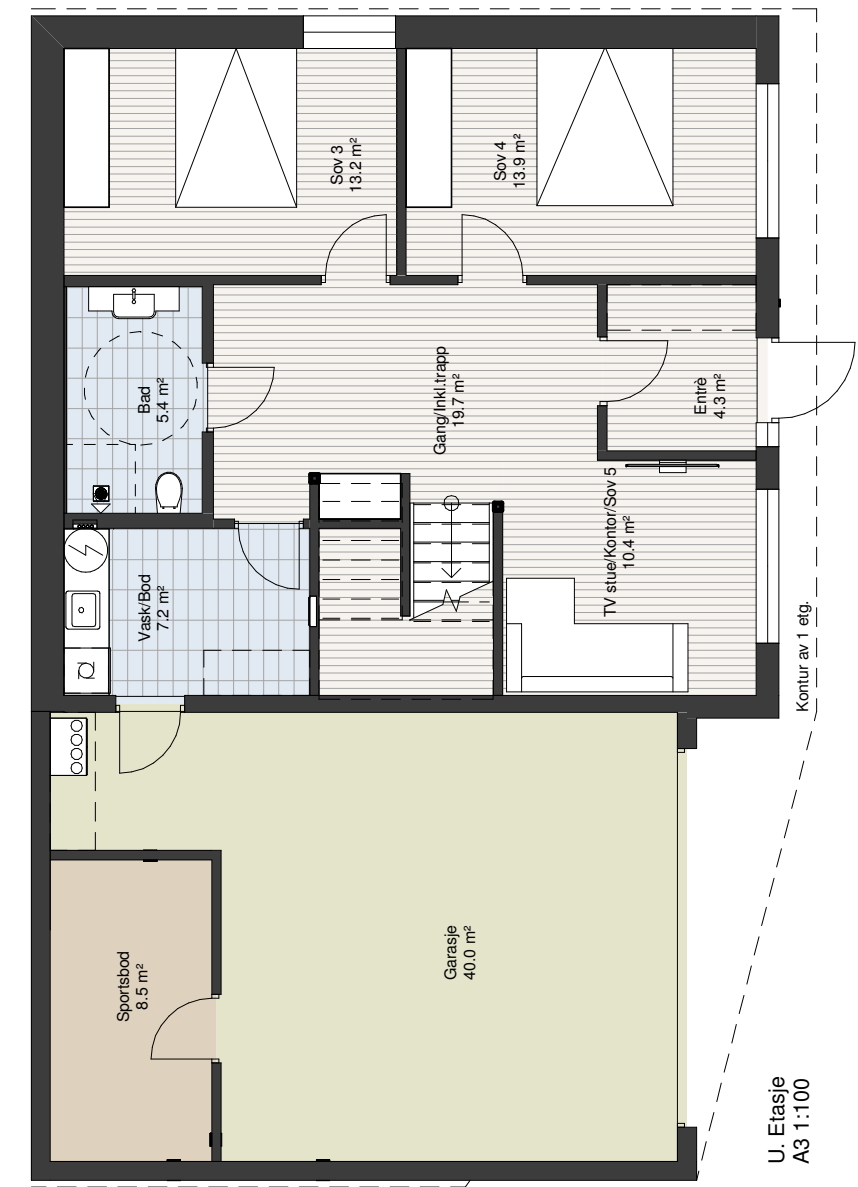 Sov 3
13.2 m²
Sov 4
13.9 m²
Bad
5.4 m²
Gang/Inkl.trapp
19.7 m²
Entrè
4.3 m²
Vask/Bod
7.2 m²
TV stue/Kontor/Sov 5
10.4 m²
Kontur av 1 etg.
Sportsbod
8.5 m²
Garasje
40.0 m²
U. Etasje
A3 1:100